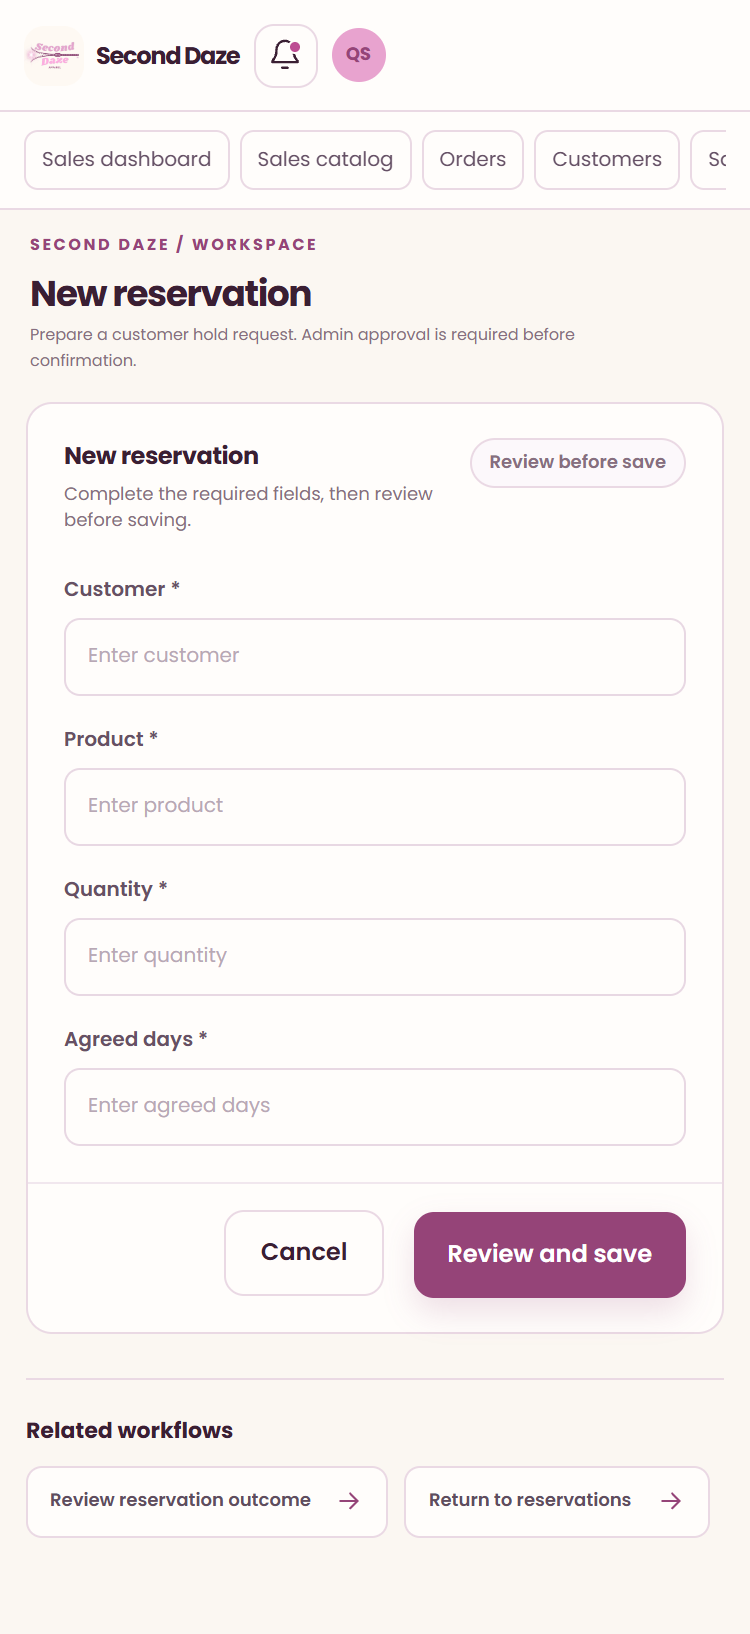 Second
Daze
Second Daze
QS
Sales dashboard
Sales catalog
Orders
Customers
SECOND DAZE / WORKSPACE
New reservation
Prepare a customer hold request. Admin approval is required before
confirmation.
New reservation
Review before save
Complete the required fields, then review
before saving.
Customer *
Enter customer
Product *
Enter product
Quantity *
Enter quantity
Agreed days *
Enter agreed days
Cancel
Review and save
Related workflows
Review reservation outcome →
Return to reservations →